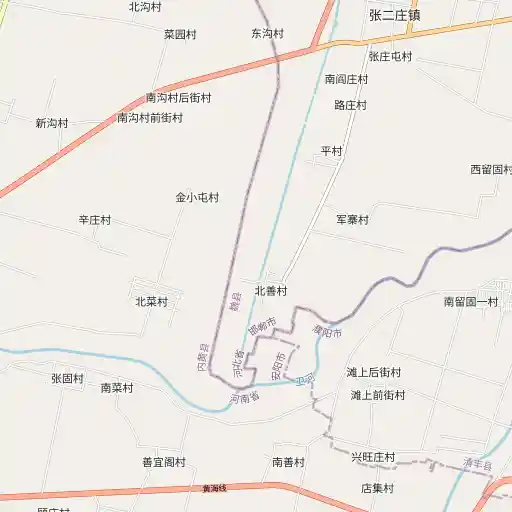 北沟村
张二庄镇
菜园村
东沟村
张庄屯村
南阎庄村
南沟村后街村
路庄村
南沟村前街村
新沟村
平村
西留固村
金小屯村
辛庄村
军寨村
北善村
北菜村
魏县
南留固一村
邯郸市
濮阳市
内黄县
河北省
安阳市
张固村
南菜村
卫河
滩上后街村
滩上前街村
河南省
善宜阁村
南善村
兴旺庄村
清丰县
黄海线
店集村